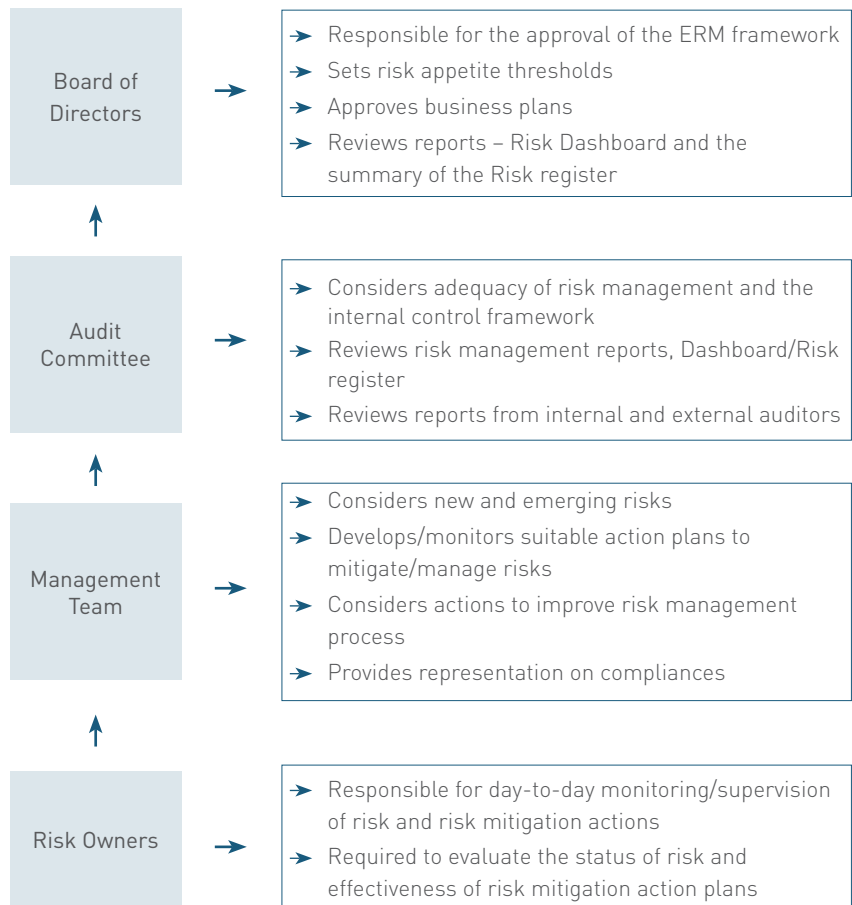 Board of
Directors
Responsible for the approval of the ERM framework
Sets risk appetite thresholds
Approves business plans
Reviews reports – Risk Dashboard and the
summary of the Risk register
Audit
Committee
Considers adequacy of risk management and the
internal control framework
Reviews risk management reports, Dashboard/Risk
register
Reviews reports from internal and external auditors
Management
Team
Considers new and emerging risks
Develops/monitors suitable action plans to
mitigate/manage risks
Considers actions to improve risk management
process
Provides representation on compliances
Risk Owners
Responsible for day-to-day monitoring/supervision
of risk and risk mitigation actions
Required to evaluate the status of risk and
effectiveness of risk mitigation action plans